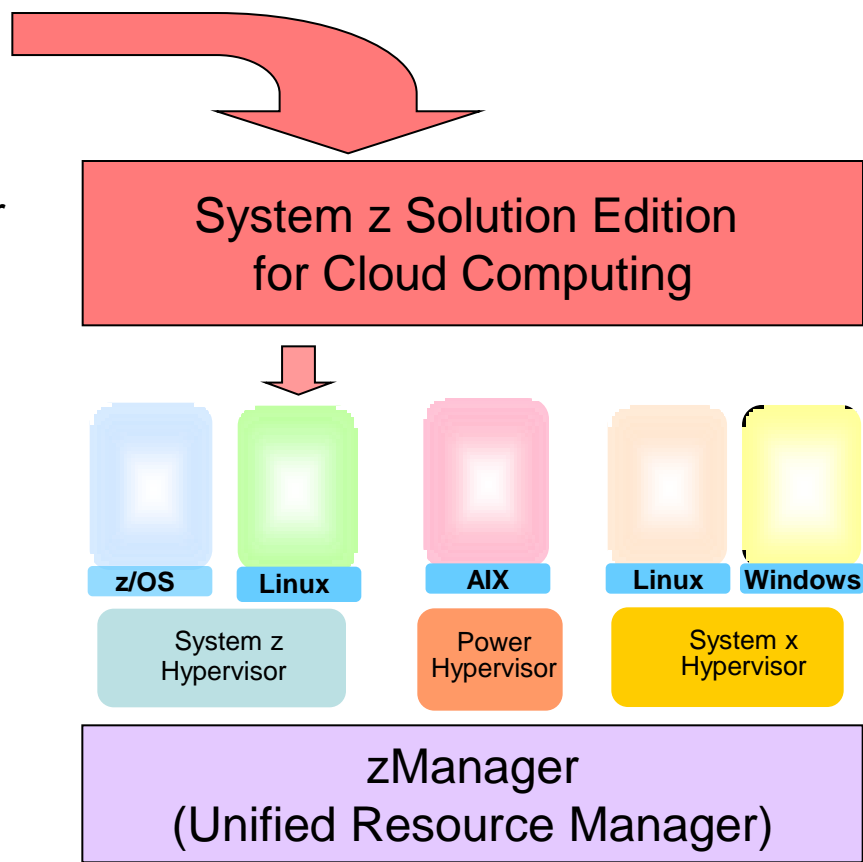 System z Solution Edition
for Cloud Computing
z/OS
Linux
AIX
Linux
Windows
System z
Hypervisor
Power
Hypervisor
System x
Hypervisor
zManager
(Unified Resource Manager)